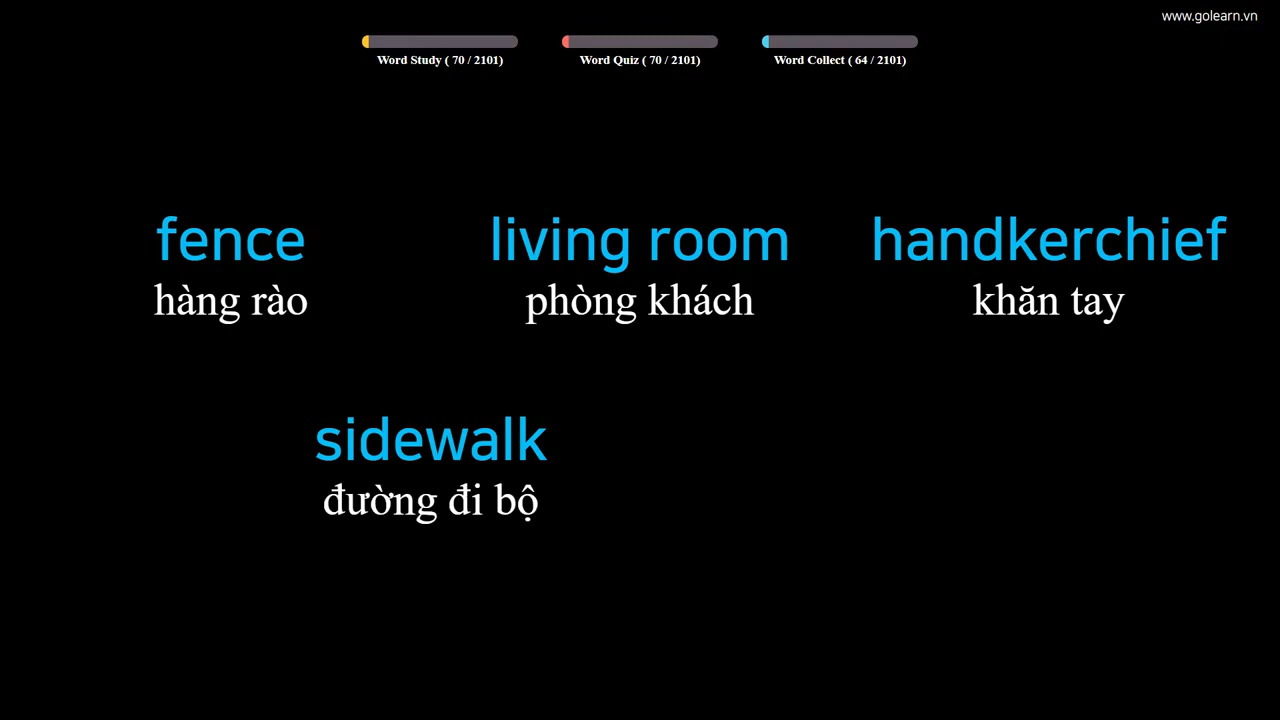 www.golearn.vn
Word Study ( 70 / 2101) Word Quiz ( 70 / 2101) Word Collect ( 64 / 2101)
fence living room handkerchief
hàng rào phòng khách khăn tay
sidewalk
đường đi bộ